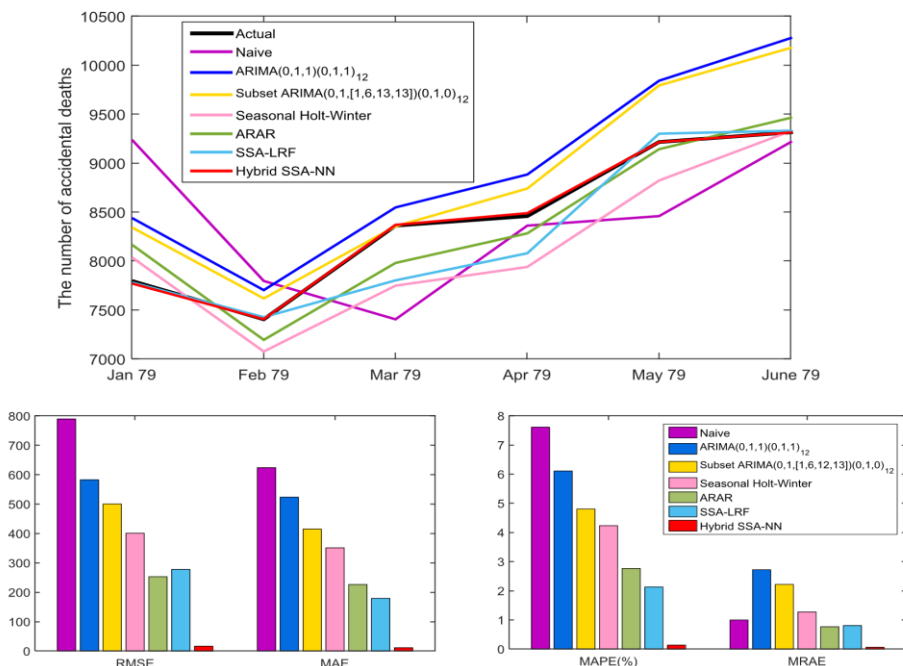 10500
10000
9500
9000
8500
8000
7500
7000
The number of accidental deaths
Actual
Naive
ARIMA(0,1,1)(0,1,1)12
Subset ARIMA(0,1,[1,6,13,13])(0,1,0)12
Seasonal Holt-Winter
ARAR
SSA-LRF
Hybrid SSA-NN
Jan 79 Feb 79 Mar 79 Apr 79 May 79 June 79
800
700
600
500
400
300
200
100
0
RMSE MAE
8
7
6
5
4
3
2
1
0
Naive
ARIMA(0,1,1)(0,1,1)12
Subset ARIMA(0,1,[1,6,12,13])(0,1,0)12
Seasonal Holt-Winter
ARAR
SSA-LRF
Hybrid SSA-NN
MAPE(%) MRAE